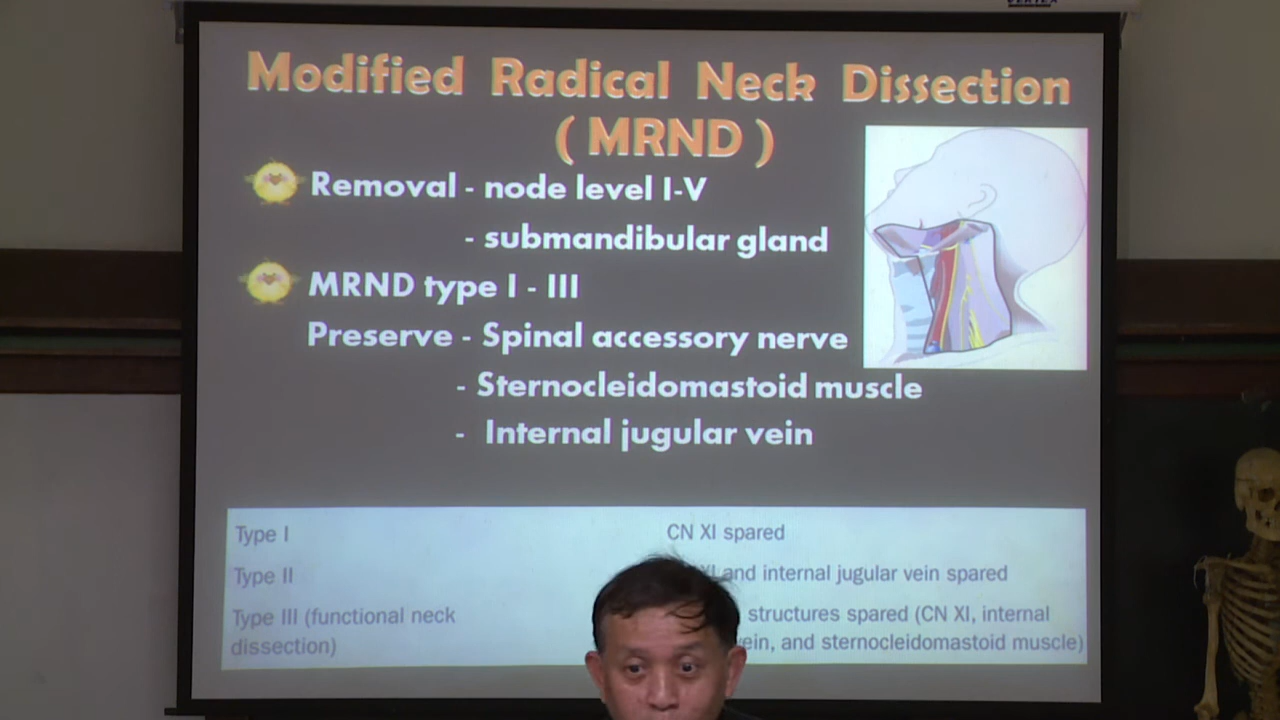 Modified Radical Neck Dissection
( MRND )
Removal - node level I-V
- submandibular gland
MRND type I - III
Preserve - Spinal accessory nerve
- Sternocleidomastoid muscle
- Internal jugular vein
Type I CN XI spared
Type II and internal jugular vein spared
Type III (functional neck structures spared (CN XI, internal
dissection) and sternocleidomastoid muscle)